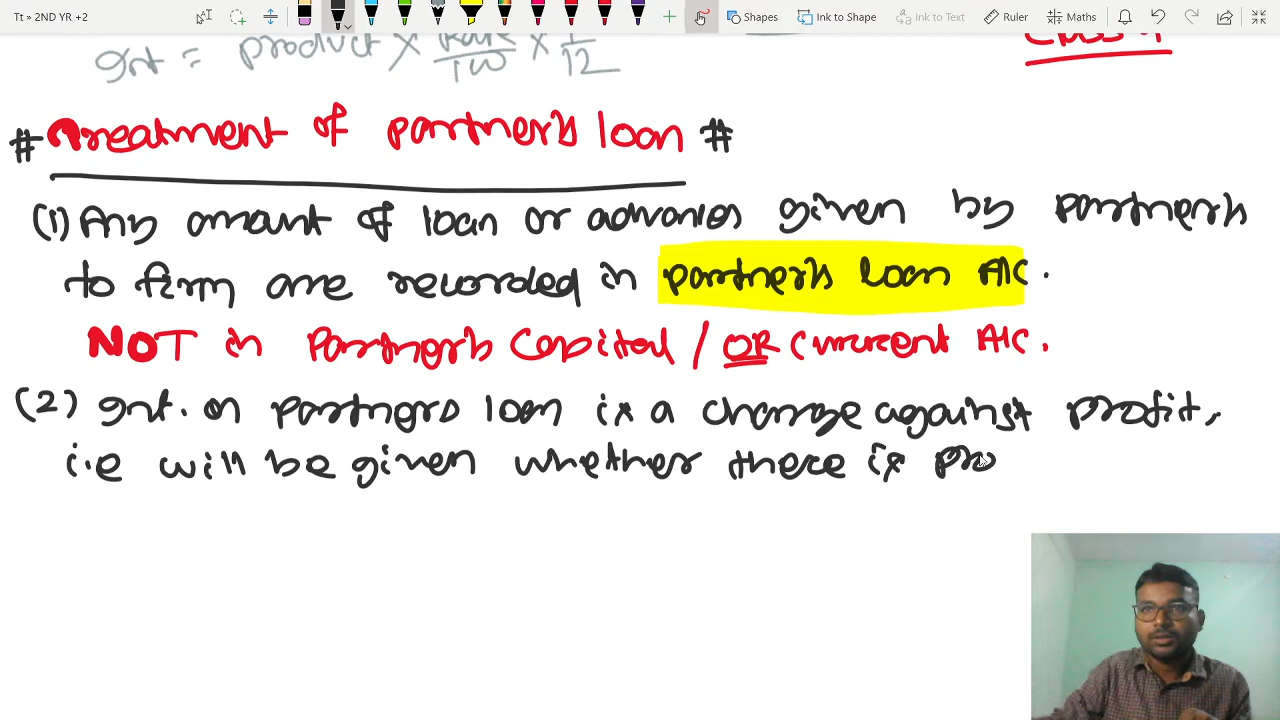 Tt » 2ND YR +2
Shapes
Ink to Shape
Ink to Text
Ruler
Maths
Int = product × Rate/100 × 1/12
# Treatment of partner's loan #
(1) Any amount of loan or advances given by partners
to firm are recorded in partner's loan A/C.
NOT in Partner's Capital / OR Current A/C.
(2) Int. on partners loan is a charge against profit,
i.e will be given whether there is pro